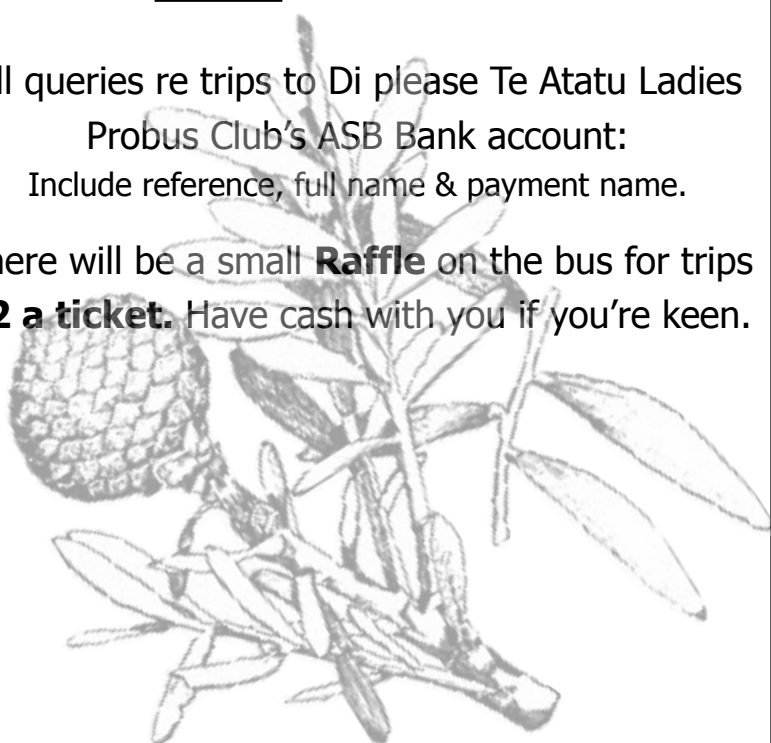 ll queries re trips to Di please Te Atatu Ladies
Probus Club’s ASB Bank account:
Include reference, full name & payment name.
here will be a small Raffle on the bus for trips
2 a ticket. Have cash with you if you’re keen.